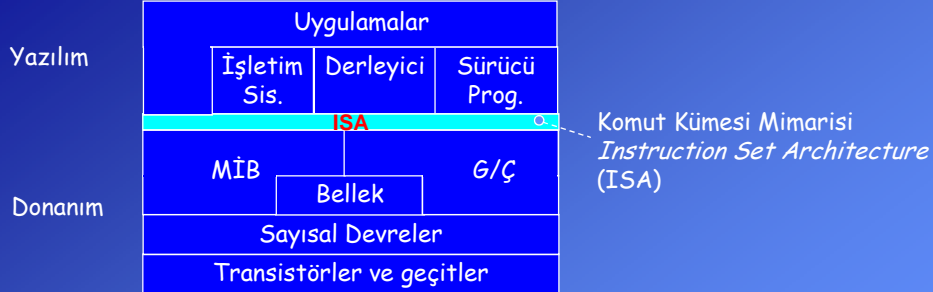 Uygulamalar
Yazılım
İşletim
Sis.
Derleyici
Sürücü
Prog.
ISA
Komut Kümesi Mimarisi
Instruction Set Architecture
(ISA)
MİB
G/Ç
Bellek
Donanım
Sayısal Devreler
Transistörler ve geçitler